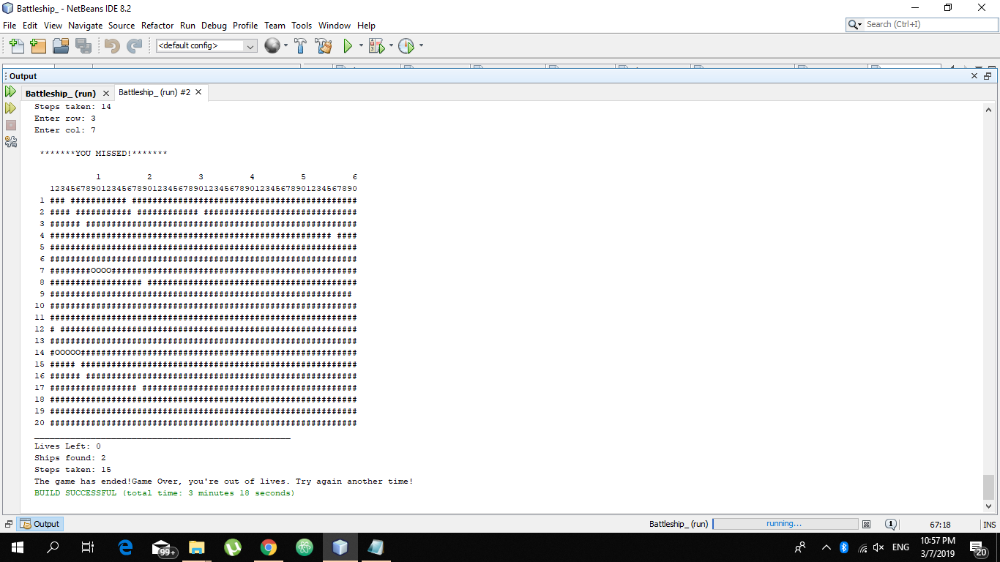 Battleship_ - NetBeans IDE 8.2
File Edit View Navigate Source Refactor Run Debug Profile Team Tools Window Help
Search (Ctrl+I)
<default config>
Output
Battleship_ (run) Battleship_ (run) #2
Steps taken: 14
Enter row: 3
Enter col: 7
*******YOU MISSED!*******
            1         2         3         4         5         6
   123456789012345678901234567890123456789012345678901234567890
 1 ### ########### ############################################
 2 #### ########### ############ ##############################
 3 ###### #####################################################
 4 ####################################################### ####
 5 ############################################################
 6 ############################################################
 7 ########OOOO################################################
 8 ################## #########################################
 9 ###########################################################
10 ############################################################
11 ############################################################
12 # ##########################################################
13 ############################################################
14 #OOOOO######################################################
15 ##### ######################################################
16 ###### #####################################################
17 ################# ##########################################
18 ############################################################
19 ############################################################
20 ############################################################
__________________________________________________
Lives Left: 0
Ships found: 2
Steps taken: 15
The game has ended!Game Over, you're out of lives. Try again another time!
BUILD SUCCESSFUL (total time: 3 minutes 18 seconds)
Output Battleship_ (run) running... 1 67:18 INS
99+ ENG 10:57 PM
3/7/2019 20